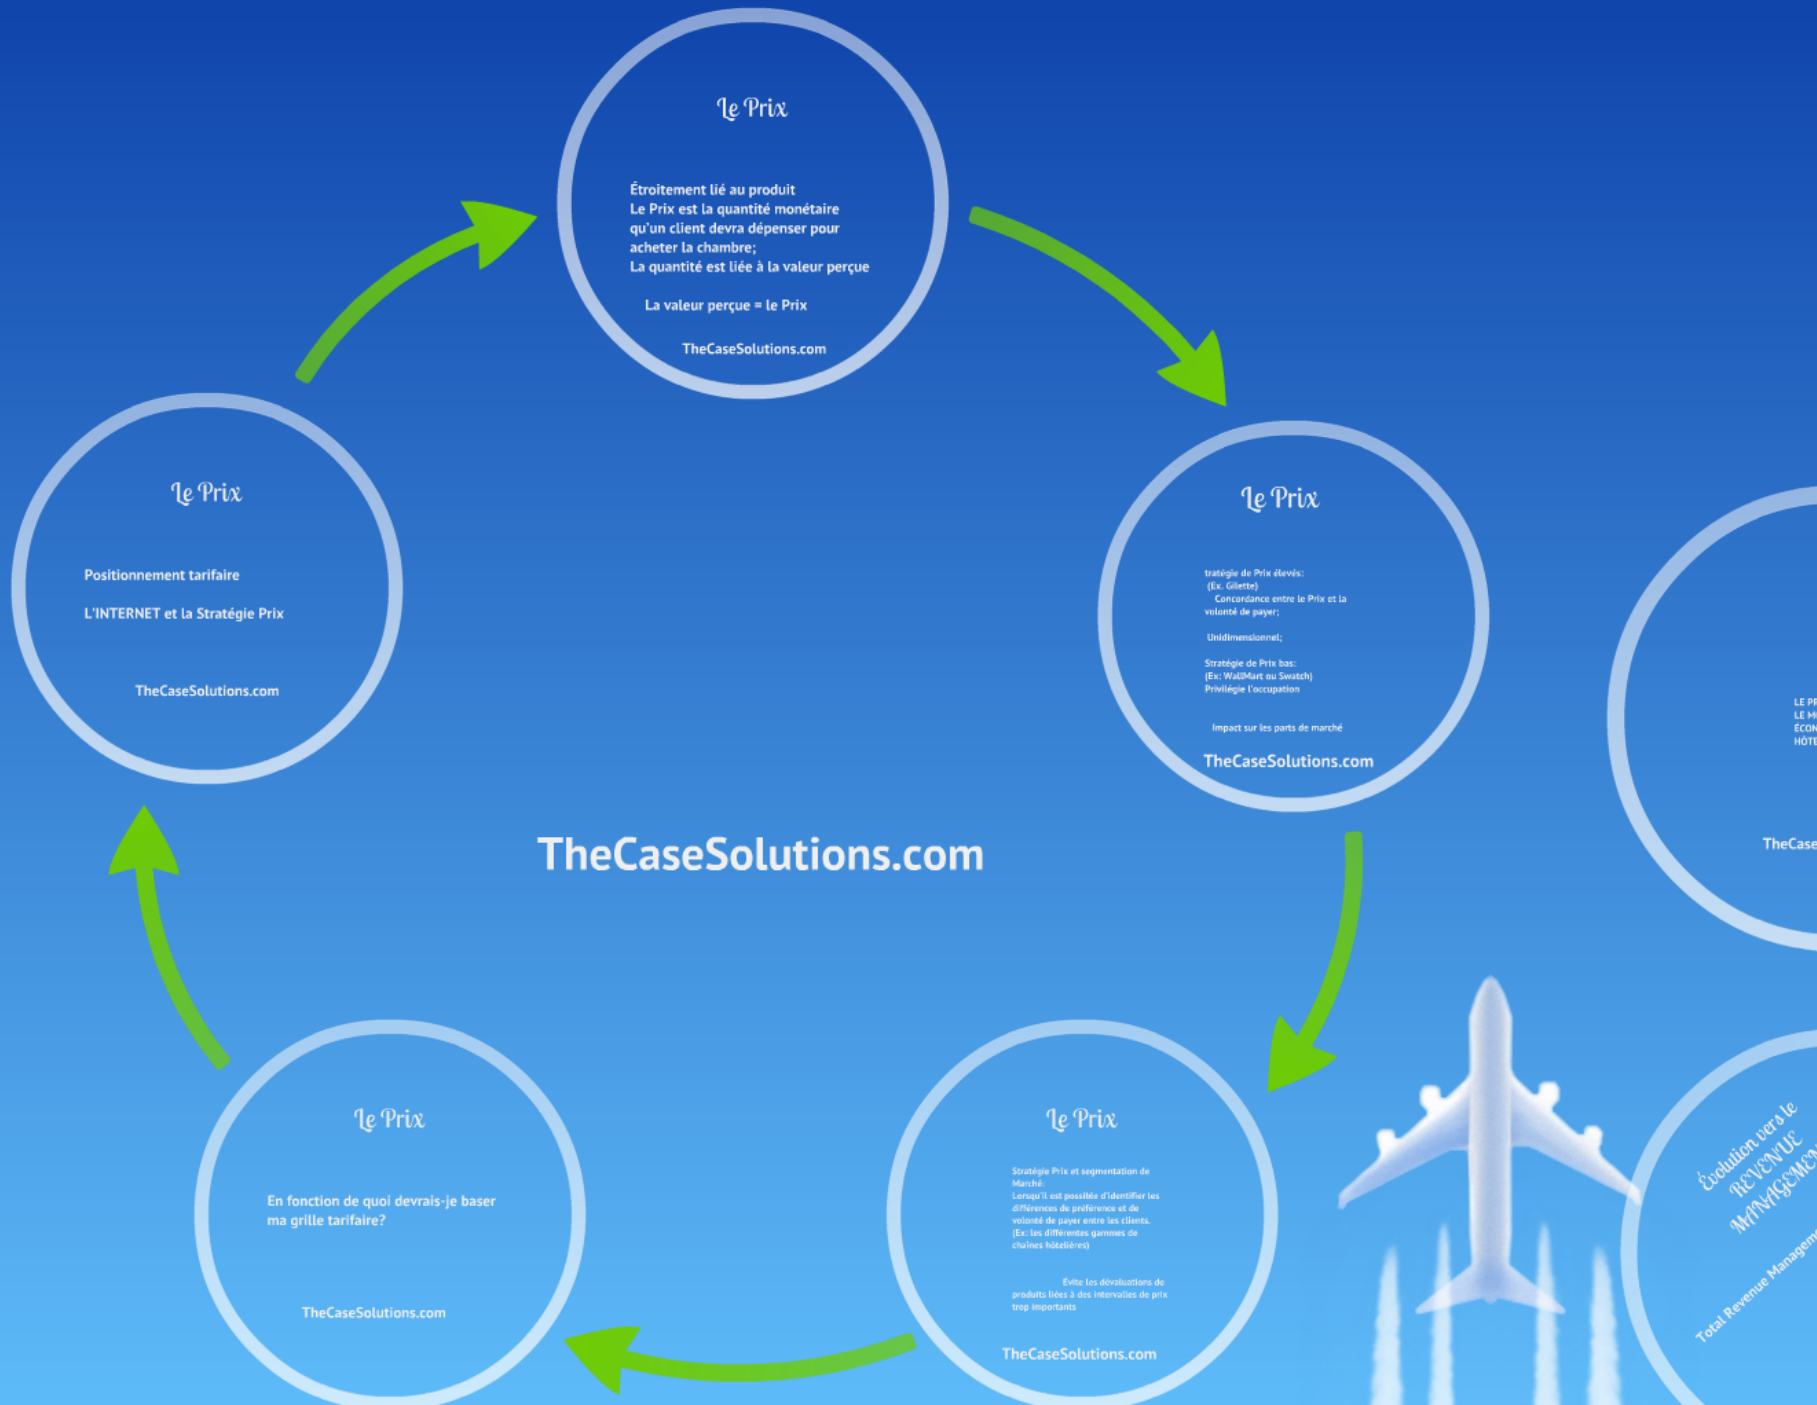 Le Prix
Étroitement lié au produit
Le Prix est la quantité monétaire
qu'un client devra dépenser pour
acheter la chambre;
La quantité est liée à la valeur perçue
La valeur perçue = le Prix
TheCaseSolutions.com
Le Prix
tratégie de Prix élevés:
(Ex. Gilette)
Concordance entre le Prix et la
volonté de payer;
Unidimensionnel;
Stratégie de Prix bas:
(Ex: WallMart ou Swatch)
Privilégie l'occupation
Impact sur les parts de marché
TheCaseSolutions.com
Le Prix
Stratégie Prix et segmentation de
Marché:
Lorsqu'il est possible d'identifier les
différences de préférence et de
volonté de payer entre les clients.
(Ex: les différentes gammes de
chaînes hôtelières)
Évite les dévaluations de
produits liées à des intervalles de prix
trop importants
TheCaseSolutions.com
Le Prix
En fonction de quoi devrais-je baser
ma grille tarifaire?
TheCaseSolutions.com
Le Prix
Positionnement tarifaire
L'INTERNET et la Stratégie Prix
TheCaseSolutions.com
TheCaseSolutions.com
LE
LE
TheCase
Évolution vers le
REVENUE
Total Revenue